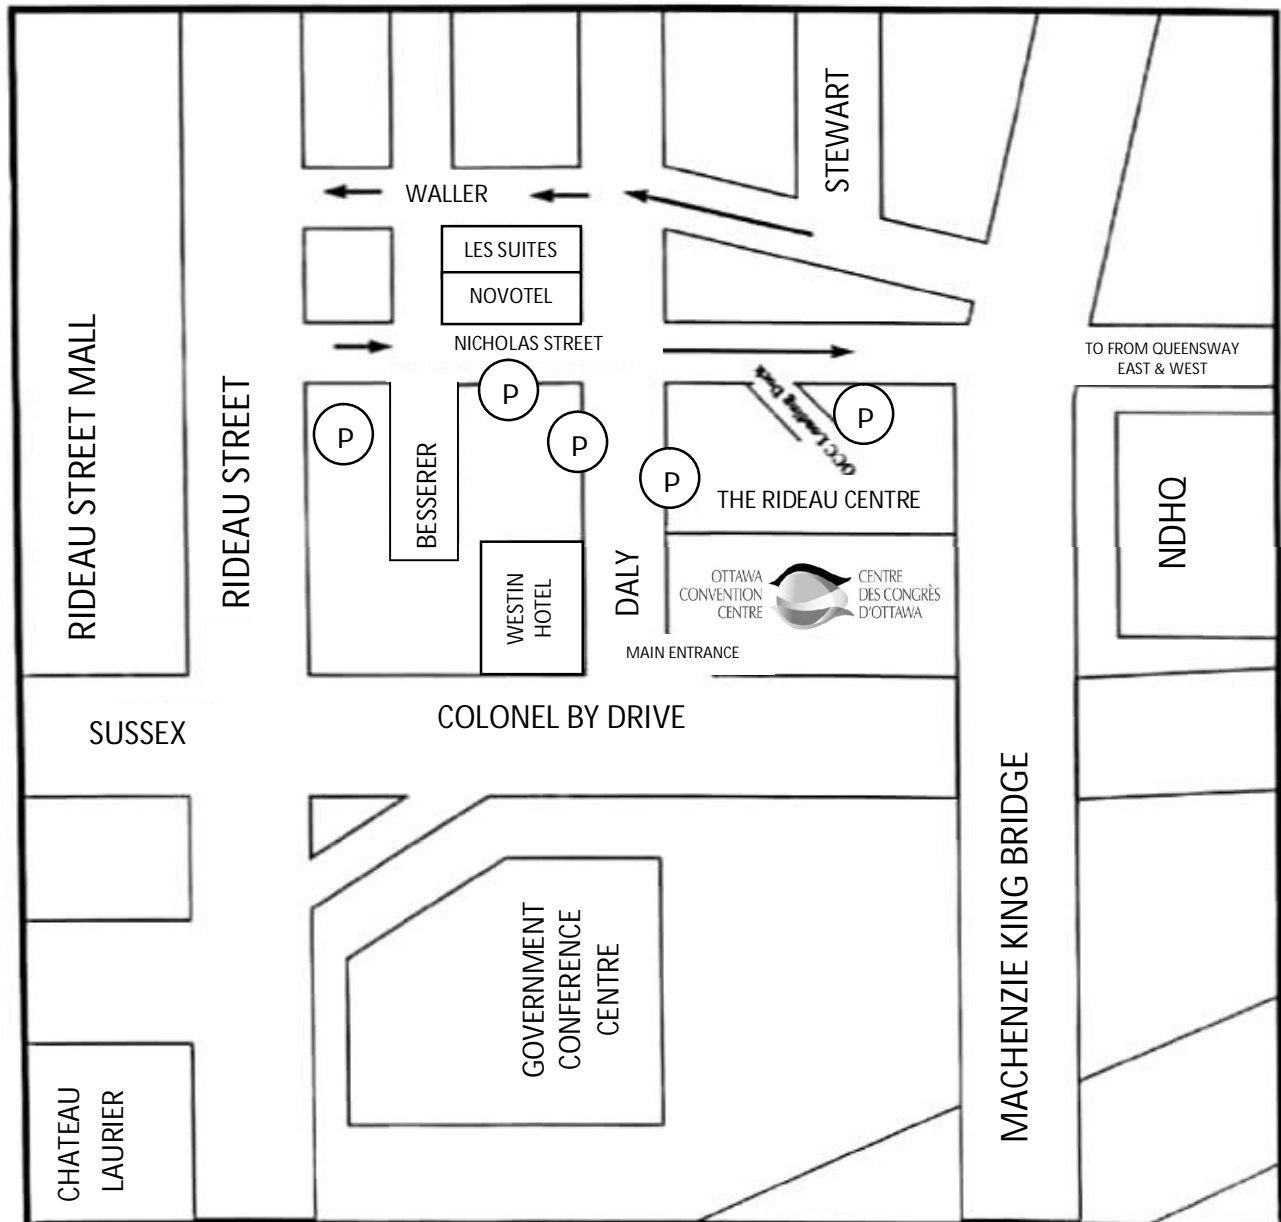 STEWART
WALLER
LES SUITES
NOVOTEL
NICHOLAS STREET
TO FROM QUEENSWAY
EAST & WEST
RIDEAU STREET MALL
RIDEAU STREET
P
P
P
P
P
BESSERER
OCC Loading Dock
THE RIDEAU CENTRE
NDHQ
WESTIN
HOTEL
DALY
OTTAWA
CONVENTION
CENTRE
CENTRE
DES CONGRÈS
D'OTTAWA
MAIN ENTRANCE
SUSSEX
COLONEL BY DRIVE
MACHENZIE KING BRIDGE
GOVERNMENT
CONFERENCE
CENTRE
CHATEAU
LAURIER